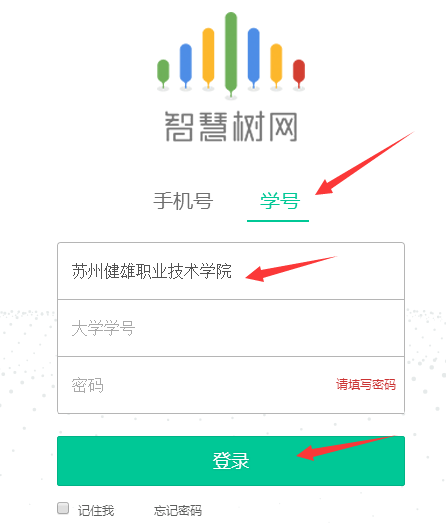 智慧树网
手机号 学号
苏州健雄职业技术学院
大学学号
密码 请填写密码
登录
记住我 忘记密码